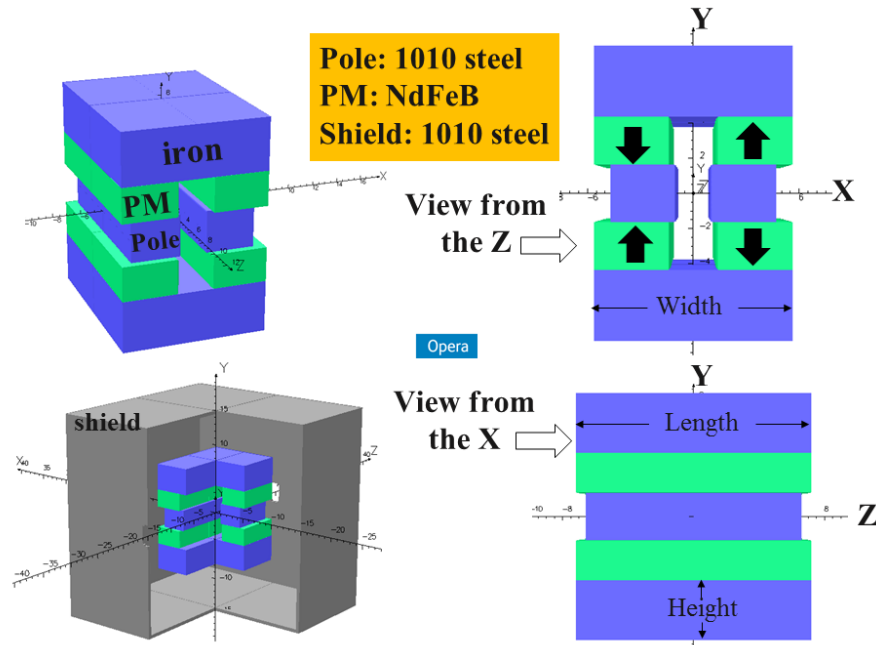 Y
8
iron
PM
Pole
X
Z
Pole: 1010 steel
PM: NdFeB
Shield: 1010 steel
Y
View from
the Z
X
Width
Opera
shield
Y
X
Z
View from
the X
Y
Length
Z
Height